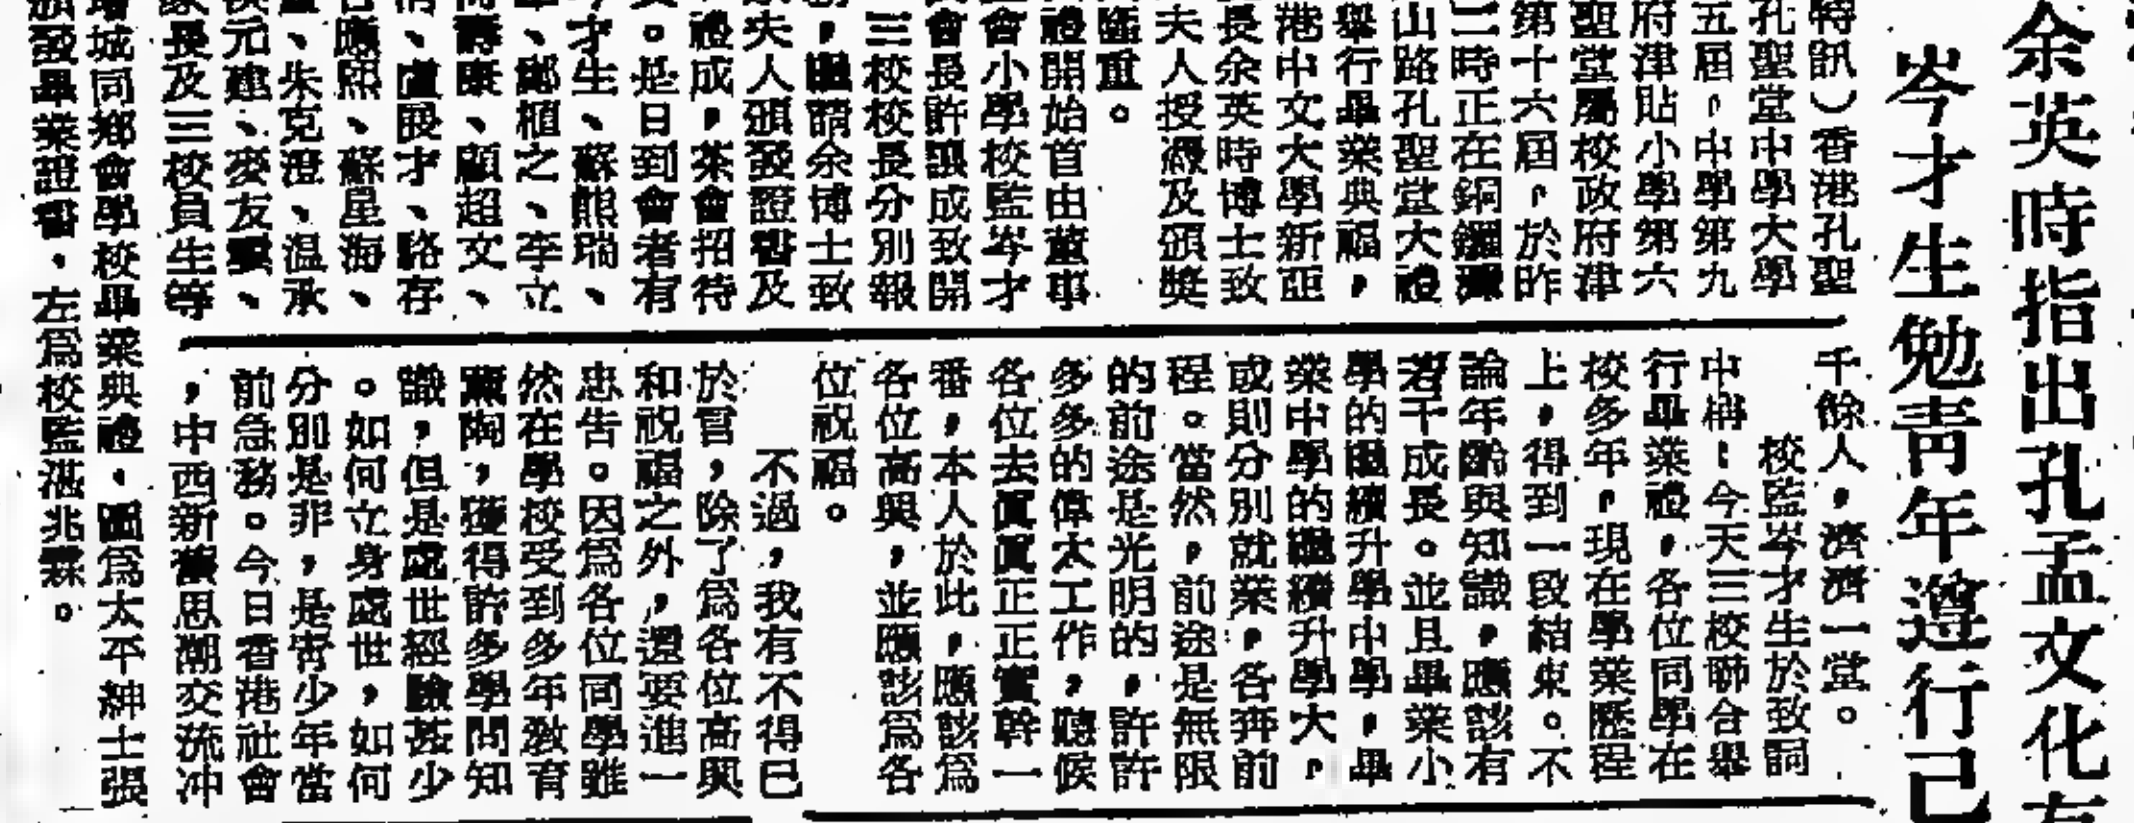 余英時指出孔孟文化
岑才生勉青年遵行己
特訊）香港孔聖
孔聖堂中學大學
五屆，中學第九
府津貼小學第六
聖堂屬校政府津
第十六屆，於昨
二時正在銅鑼灣
山路孔聖堂大禮
舉行畢業典福，
港中文大學新亞
長余英時博士致
夫人授憑及頒獎
隆重。
禮開始首由董事
會小學校監岑才
會長許讓成致開
三校校長分別報
，繼請余博士致
夫人頒發證書及
禮成，茶會招待
。是日到會者有
才生、蘇熊瑞、
、鄺植之、李立
壽康、顧超文、
、盧展才、路存
應熙、蘇星海、
、朱克澄、温承
元建、麥友雲、
家長及三校員生等
千餘人，濟濟一堂。
校監岑才生於致詞
中稱：今天三校聯合舉
行畢業禮，各位同學在
校多年，現在學業歷程
上，得到一段結束。不
論年齡與知識，應該有
若干成長。並且畢業小
學的繼續升學中學，畢
業中學的繼續升學大，
或則分別就業，各奔前
程。當然，前途是無限
的前途是光明的，許許
多多的偉大工作，聽候
各位去眞眞正正實幹一
番，本人於此，應該為
各位高興，並應該為各
位祝福。
不過，我有不得已
於言，除了為各位高興
和祝福之外，還要進一
忠告。因為各位同學雖
然在學校受到多年教育
薰陶，獲得許多學問知
識，但是處世經驗甚少
。如何立身處世，如何
分別是非，是靑少年當
前急務。今日香港社會
，中西新舊思潮交流冲
增城同鄉會學校畢業典禮，圖為太平紳士張
頒發畢業證書，左為校監湛兆霖。